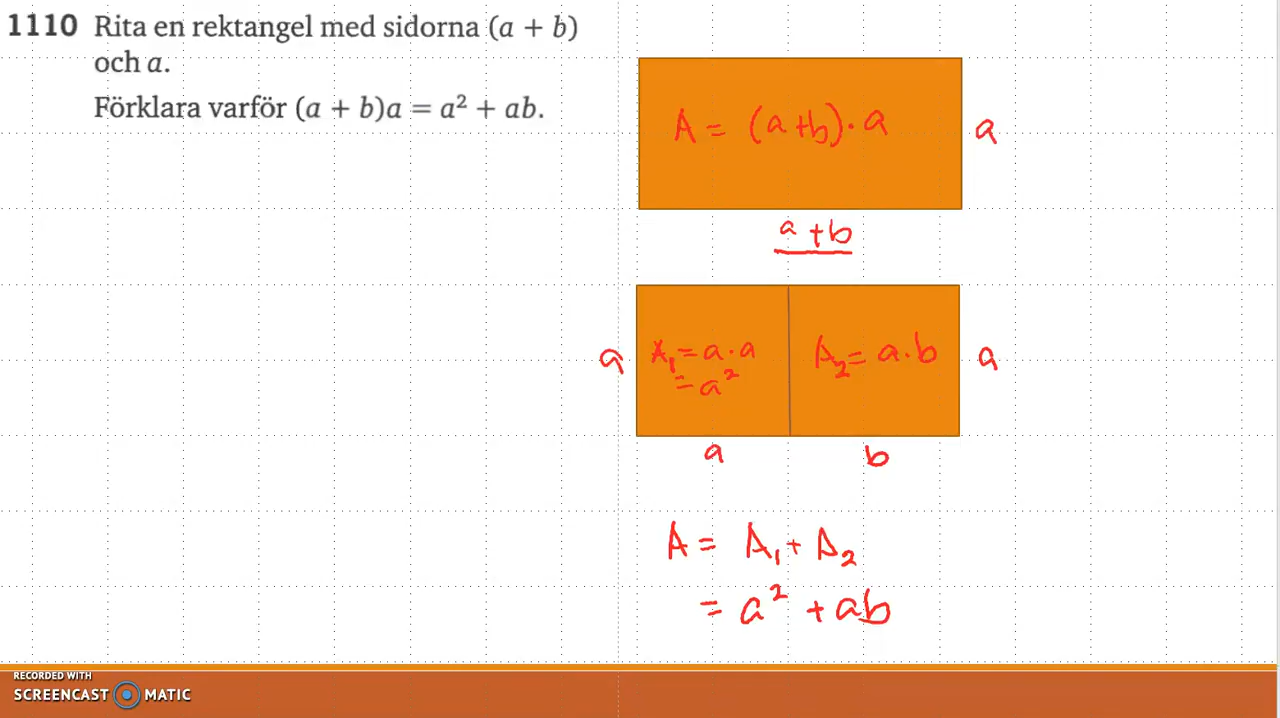 1110 Rita en rektangel med sidorna (a + b)
och a.
Förklara varför (a + b)a = a² + ab.
A = (a+b)·a
a
a +b
a
A₁ = a·a
= a²
A₂ = a·b
a
a
b
A = A₁ + A₂
= a² + ab
RECORDED WITH
SCREENCAST MATIC